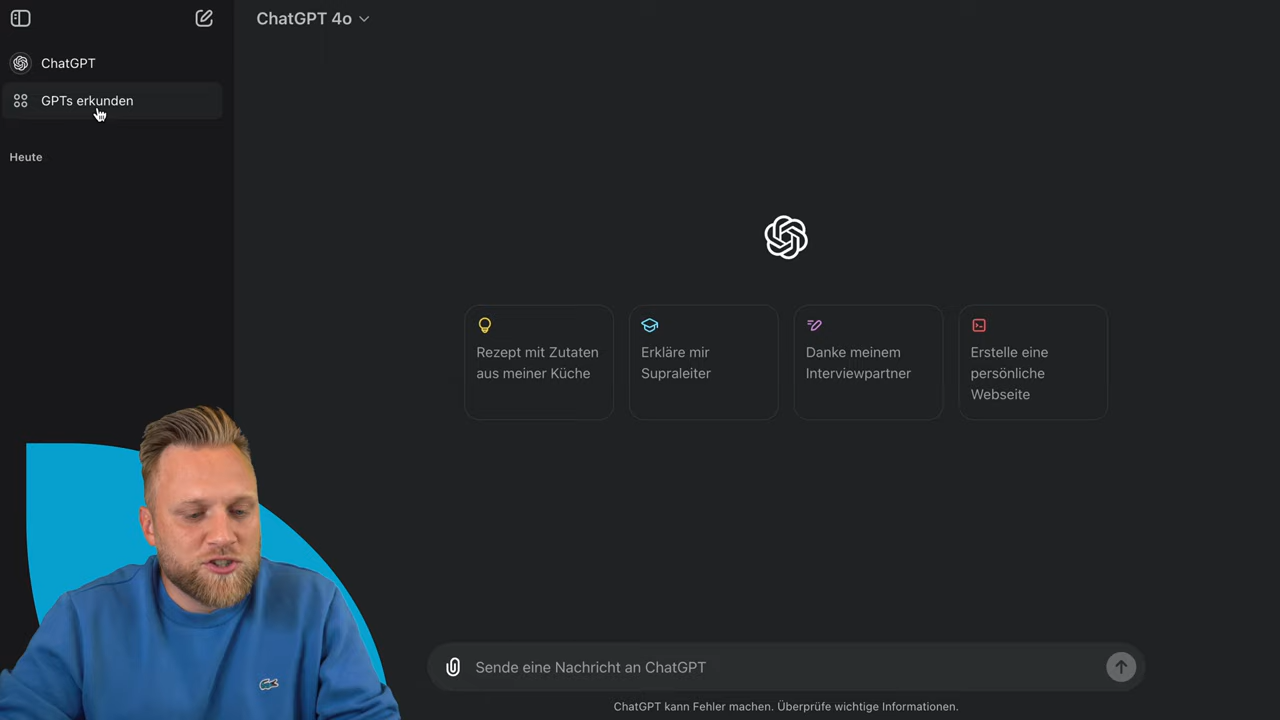 ChatGPT 4o
ChatGPT
GPTs erkunden
Heute
Rezept mit Zutaten
aus meiner Küche
Erkläre mir
Supraleiter
Danke meinem
Interviewpartner
Erstelle eine
persönliche
Webseite
Sende eine Nachricht an ChatGPT
ChatGPT kann Fehler machen. Überprüfe wichtige Informationen.